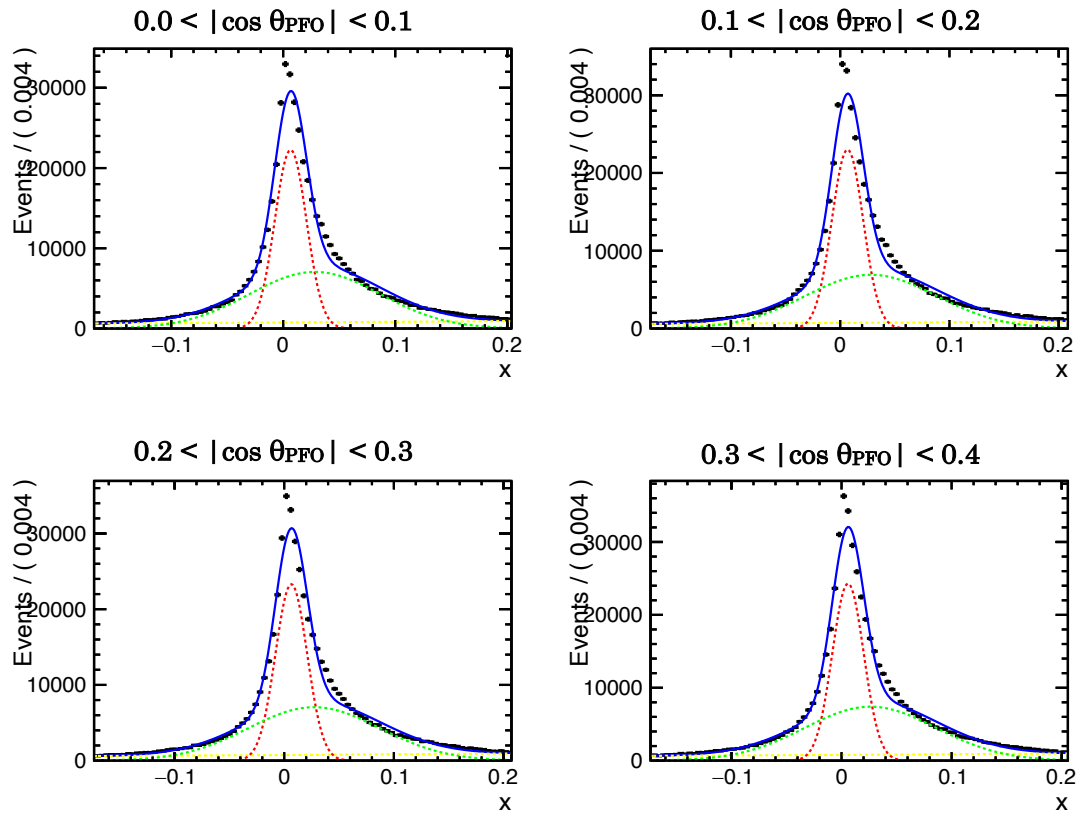 0.0 < |cos θPFO| < 0.1
Events / ( 0.004 )
30000
20000
10000
0
−0.1 0 0.1 0.2
x
0.1 < |cos θPFO| < 0.2
Events / ( 0.004 )
30000
20000
10000
0
−0.1 0 0.1 0.2
x
0.2 < |cos θPFO| < 0.3
Events / ( 0.004 )
30000
20000
10000
0
−0.1 0 0.1 0.2
x
0.3 < |cos θPFO| < 0.4
Events / ( 0.004 )
30000
20000
10000
0
−0.1 0 0.1 0.2
x